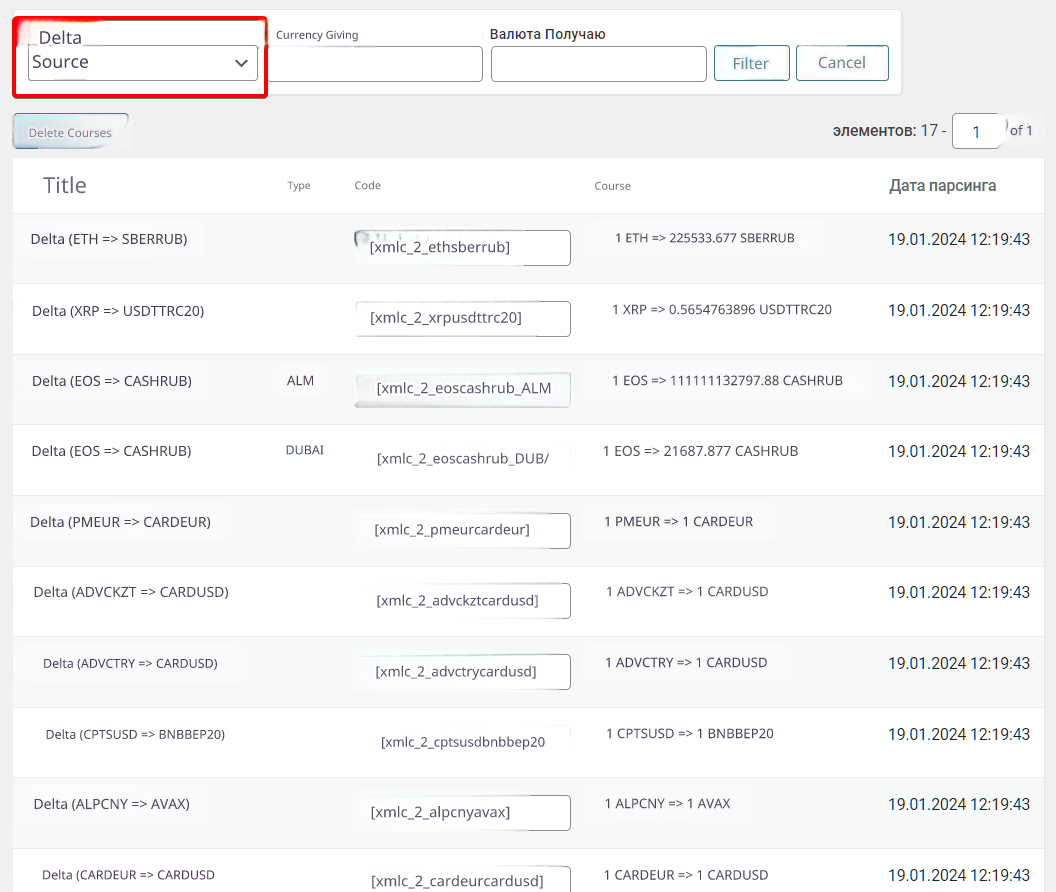 Delta
Source
Currency Giving
Валюта Получаю
Filter
Cancel
Delete Courses
элементов: 17 - 1 of 1
Title Type Code Course Дата парсинга
Delta (ETH => SBERRUB) [xmlc_2_ethsberrub] 1 ETH => 225533.677 SBERRUB 19.01.2024 12:19:43
Delta (XRP => USDTTRC20) [xmlc_2_xrpusdttrc20] 1 XRP => 0.5654763896 USDTTRC20 19.01.2024 12:19:43
Delta (EOS => CASHRUB) ALM [xmlc_2_eoscashrub_ALM 1 EOS => 111111132797.88 CASHRUB 19.01.2024 12:19:43
Delta (EOS => CASHRUB) DUBAI [xmlc_2_eoscashrub_DUB/ 1 EOS => 21687.877 CASHRUB 19.01.2024 12:19:43
Delta (PMEUR => CARDEUR) [xmlc_2_pmeurcardeur] 1 PMEUR => 1 CARDEUR 19.01.2024 12:19:43
Delta (ADVCKZT => CARDUSD) [xmlc_2_advckztcardusd] 1 ADVCKZT => 1 CARDUSD 19.01.2024 12:19:43
Delta (ADVCTRY => CARDUSD) [xmlc_2_advctrycardusd] 1 ADVCTRY => 1 CARDUSD 19.01.2024 12:19:43
Delta (CPTSUSD => BNBBEP20) [xmlc_2_cptsusdbnbbep20 1 CPTSUSD => 1 BNBBEP20 19.01.2024 12:19:43
Delta (ALPCNY => AVAX) [xmlc_2_alpcnyavax] 1 ALPCNY => 1 AVAX 19.01.2024 12:19:43
Delta (CARDEUR => CARDUSD [xmlc_2_cardeurcardusd] 1 CARDEUR => 1 CARDUSD 19.01.2024 12:19:43